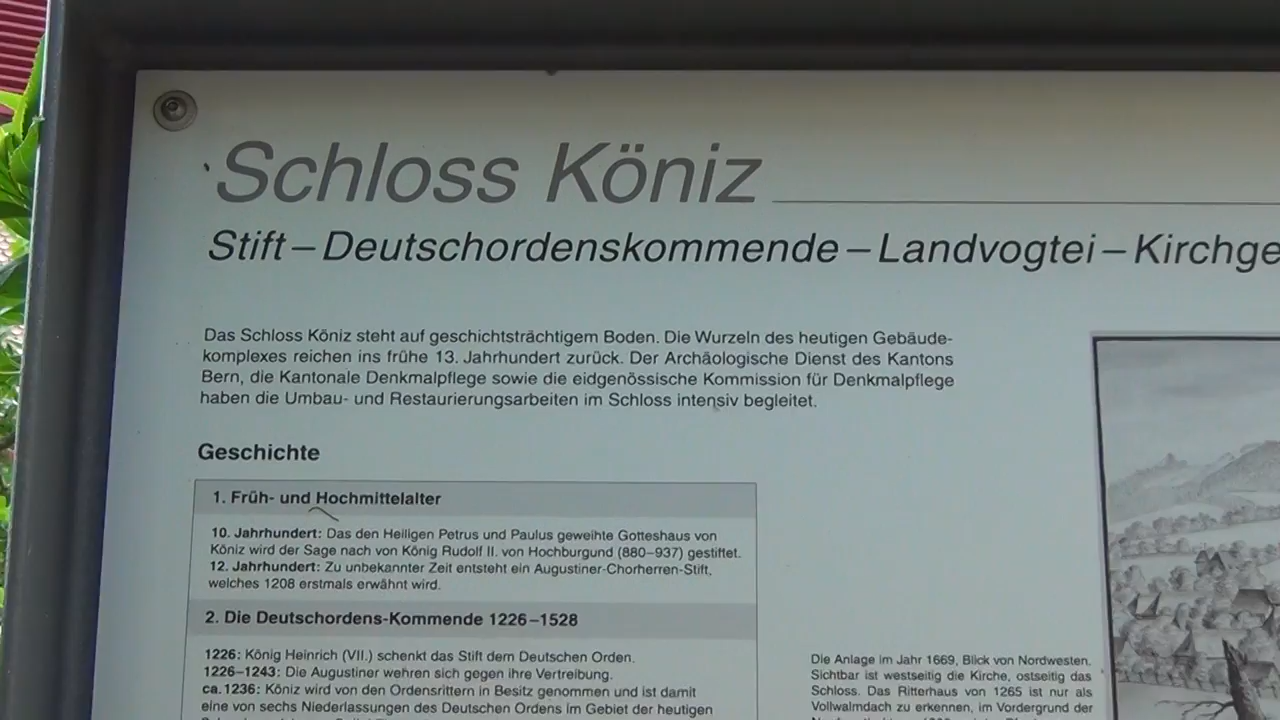 Schloss Köniz
Stift – Deutschordenskommende – Landvogtei – Kirchge
Das Schloss Köniz steht auf geschichtsträchtigem Boden. Die Wurzeln des heutigen Gebäude-
komplexes reichen ins frühe 13. Jahrhundert zurück. Der Archäologische Dienst des Kantons
Bern, die Kantonale Denkmalpflege sowie die eidgenössische Kommission für Denkmalpflege
haben die Umbau- und Restaurierungsarbeiten im Schloss intensiv begleitet.
Geschichte
1. Früh- und Hochmittelalter
10. Jahrhundert: Das den Heiligen Petrus und Paulus geweihte Gotteshaus von
Köniz wird der Sage nach von König Rudolf II. von Hochburgund (880–937) gestiftet.
12. Jahrhundert: Zu unbekannter Zeit entsteht ein Augustiner-Chorherren-Stift,
welches 1208 erstmals erwähnt wird.
2. Die Deutschordens-Kommende 1226–1528
1226: König Heinrich (VII.) schenkt das Stift dem Deutschen Orden.
1226–1243: Die Augustiner wehren sich gegen ihre Vertreibung.
ca. 1236: Köniz wird von den Ordensrittern in Besitz genommen und ist damit
eine von sechs Niederlassungen des Deutschen Ordens im Gebiet der heutigen
Die Anlage im Jahr 1669, Blick von Nordwesten.
Sichtbar ist westseitig die Kirche, ostseitig das
Schloss. Das Ritterhaus von 1265 ist nur als
Vollwalmdach zu erkennen, im Vordergrund der